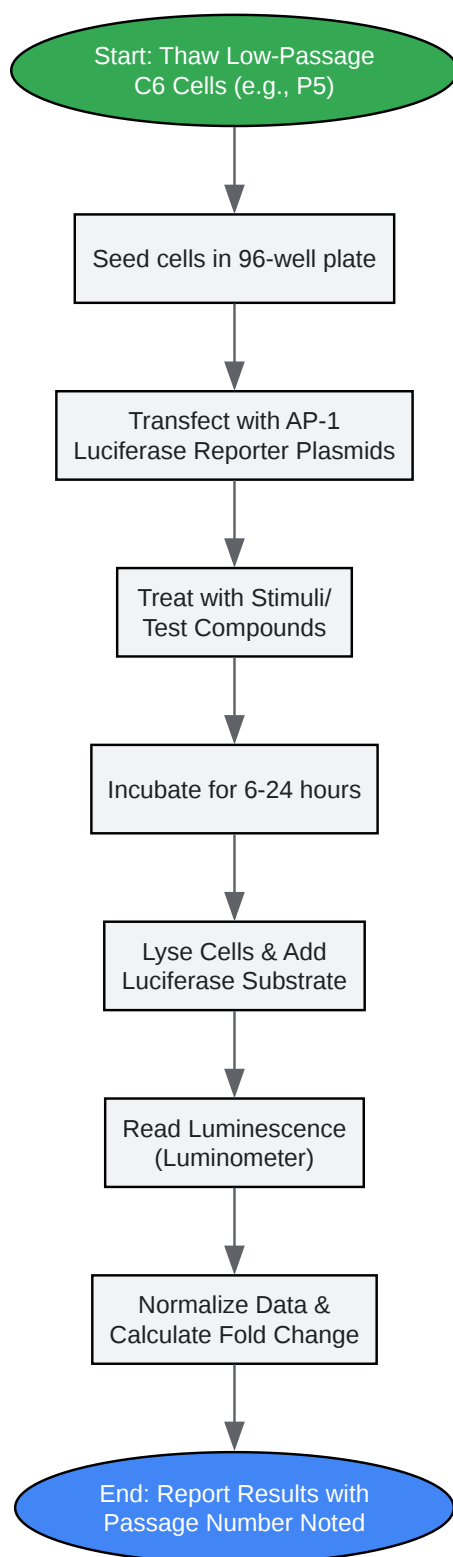 Start: Thaw Low-Passage
C6 Cells (e.g., P5)
Seed cells in 96-well plate
Transfect with AP-1
Luciferase Reporter Plasmids
Treat with Stimuli/
Test Compounds
Incubate for 6-24 hours
Lyse Cells & Add
Luciferase Substrate
Read Luminescence
(Luminometer)
Normalize Data &
Calculate Fold Change
End: Report Results with
Passage Number Noted